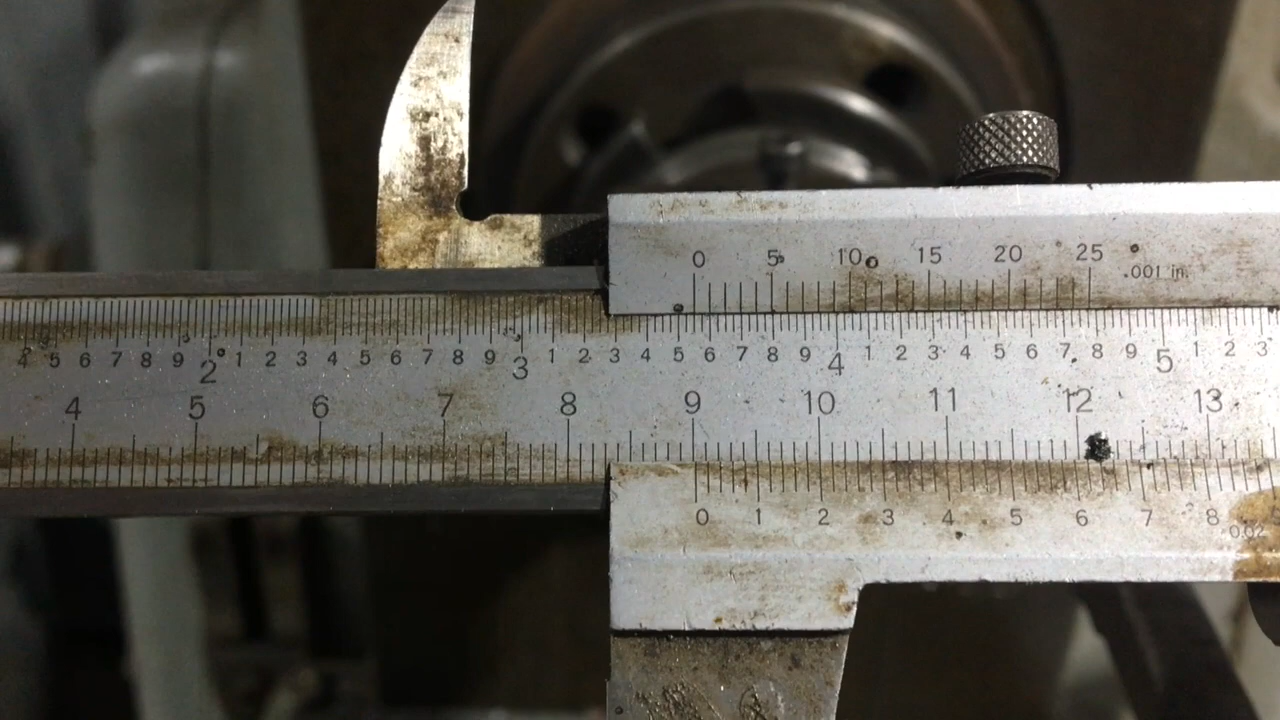 0 5 10 15 20 25
.001 in.
4 5 6 7 8 9 2 1 2 3 4 5 6 7 8 9 3 1 2 3 4 5 6 7 8 9 4 1 2 3 4 5 6 7 8 9 5 1 2 3
4 5 6 7 8 9 10 11 12 13
0 1 2 3 4 5 6 7 8
0.02